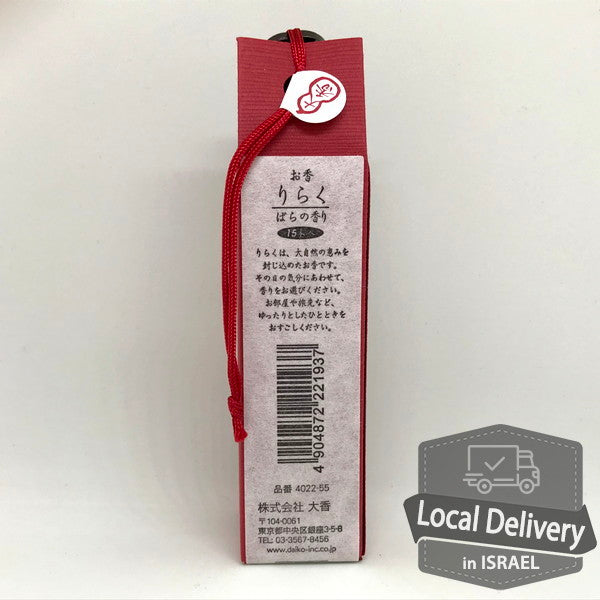 お香
りらく
ばらの香り
15本入
りらくは、大自然の恵みを
封じ込めたお香です。
その日の気分にあわせて、
香りをお選びください。
お部屋や旅先など、
ゆったりとしたひとときを
おすごしください。
4 904872 221937
品番 4022-55
株式会社 大香
〒104-0061
東京都中央区銀座3-5-8
TEL 03-3567-8456
www.daiko-inc.co.jp
Local Delivery
in ISRAEL